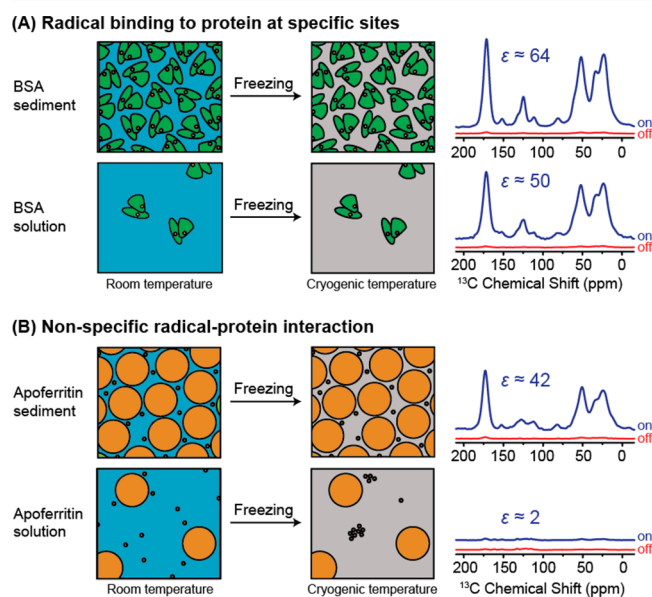 (A) Radical binding to protein at specific sites
BSA
sediment
Freezing
ε ≈ 64
on
off
200 150 100 50 0
BSA
solution
Freezing
ε ≈ 50
on
off
200 150 100 50 0
Room temperature
Cryogenic temperature
¹³C Chemical Shift (ppm)
(B) Non-specific radical-protein interaction
Apoferritin
sediment
Freezing
ε ≈ 42
on
off
200 150 100 50 0
Apoferritin
solution
Freezing
ε ≈ 2
on
off
200 150 100 50 0
Room temperature
Cryogenic temperature
¹³C Chemical Shift (ppm)